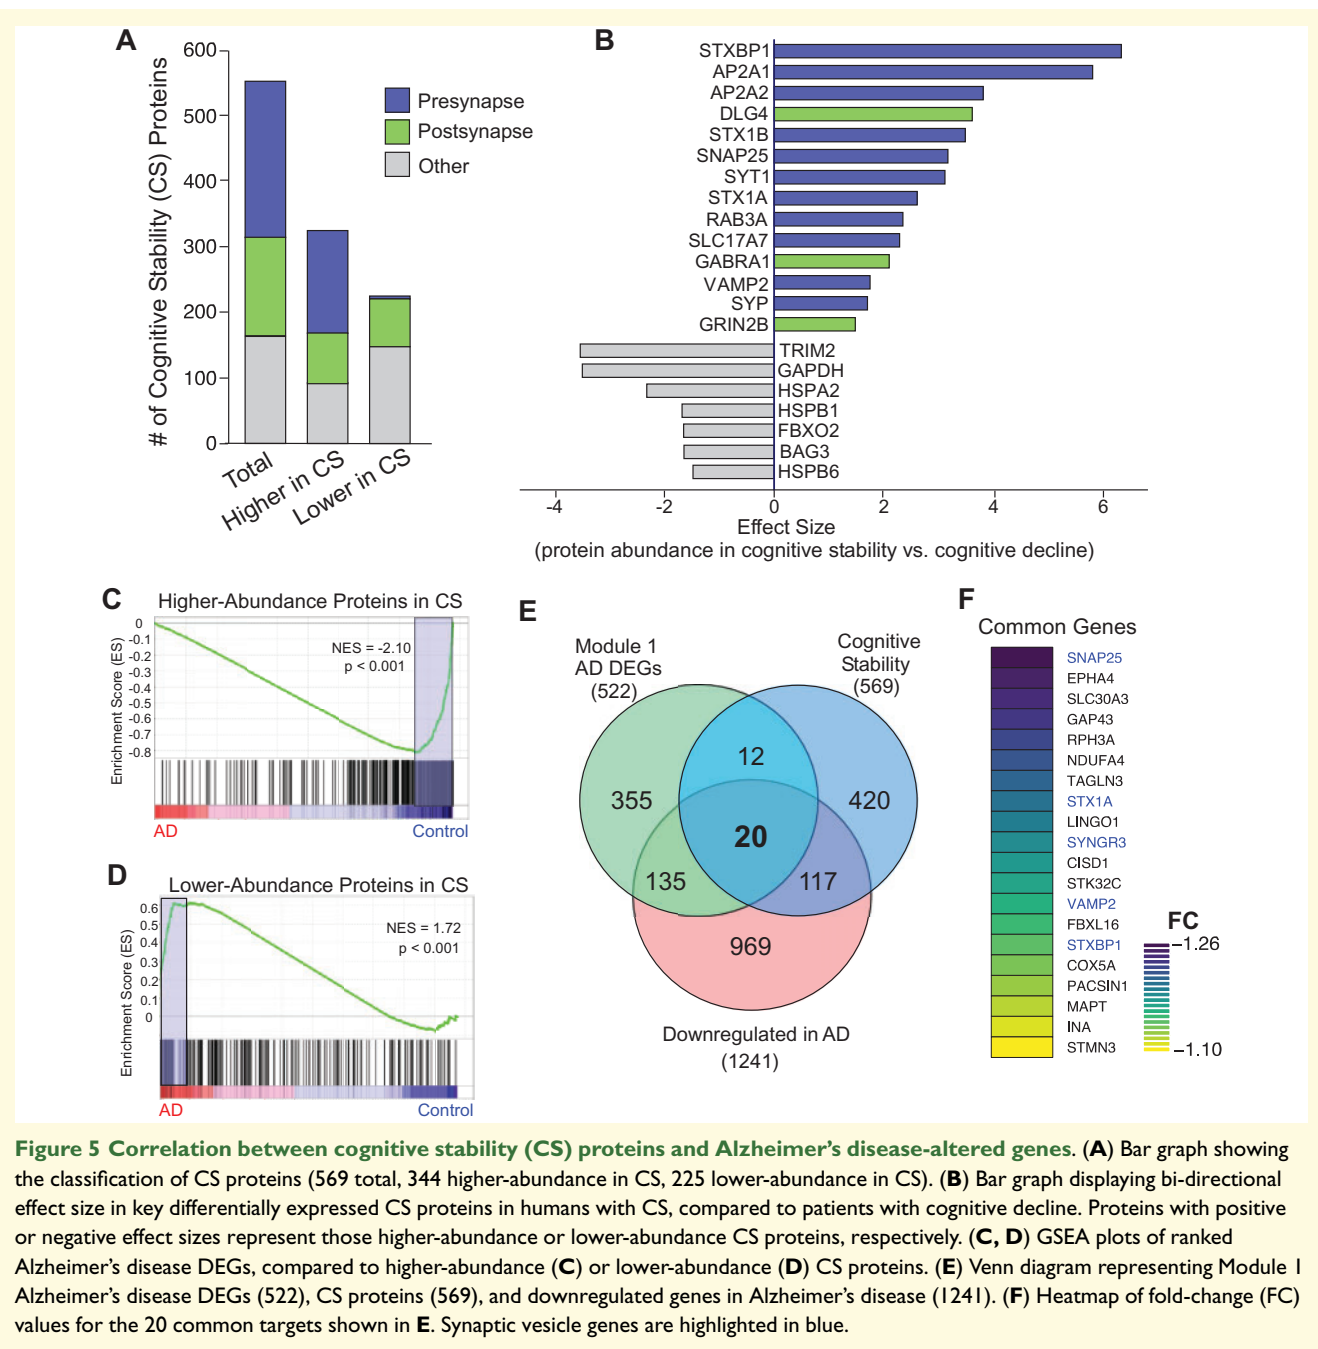 A
# of Cognitive Stability (CS) Proteins
600
500
400
300
200
100
0
Total
Higher in CS
Lower in CS
Presynapse
Postsynapse
Other
B
STXBP1
AP2A1
AP2A2
DLG4
STX1B
SNAP25
SYT1
STX1A
RAB3A
SLC17A7
GABRA1
VAMP2
SYP
GRIN2B
TRIM2
GAPDH
HSPA2
HSPB1
FBXO2
BAG3
HSPB6
-4 -2 0 2 4 6
Effect Size
(protein abundance in cognitive stability vs. cognitive decline)
C
Higher-Abundance Proteins in CS
Enrichment Score (ES)
0
-0.1
-0.2
-0.3
-0.4
-0.5
-0.6
-0.7
-0.8
NES = -2.10
p < 0.001
AD Control
D
Lower-Abundance Proteins in CS
Enrichment Score (ES)
0.6
0.5
0.4
0.3
0.2
0.1
0
NES = 1.72
p < 0.001
AD Control
E
Module 1
AD DEGs
(522)
Cognitive
Stability
(569)
12
355
420
20
135
117
969
Downregulated in AD
(1241)
F
Common Genes
SNAP25
EPHA4
SLC30A3
GAP43
RPH3A
NDUFA4
TAGLN3
STX1A
LINGO1
SYNGR3
CISD1
STK32C
VAMP2
FBXL16
STXBP1
COX5A
PACSIN1
MAPT
INA
STMN3
FC
−1.26
−1.10
Figure 5 Correlation between cognitive stability (CS) proteins and Alzheimer’s disease-altered genes. (A) Bar graph showing
the classification of CS proteins (569 total, 344 higher-abundance in CS, 225 lower-abundance in CS). (B) Bar graph displaying bi-directional
effect size in key differentially expressed CS proteins in humans with CS, compared to patients with cognitive decline. Proteins with positive
or negative effect sizes represent those higher-abundance or lower-abundance CS proteins, respectively. (C, D) GSEA plots of ranked
Alzheimer’s disease DEGs, compared to higher-abundance (C) or lower-abundance (D) CS proteins. (E) Venn diagram representing Module 1
Alzheimer’s disease DEGs (522), CS proteins (569), and downregulated genes in Alzheimer’s disease (1241). (F) Heatmap of fold-change (FC)
values for the 20 common targets shown in E. Synaptic vesicle genes are highlighted in blue.